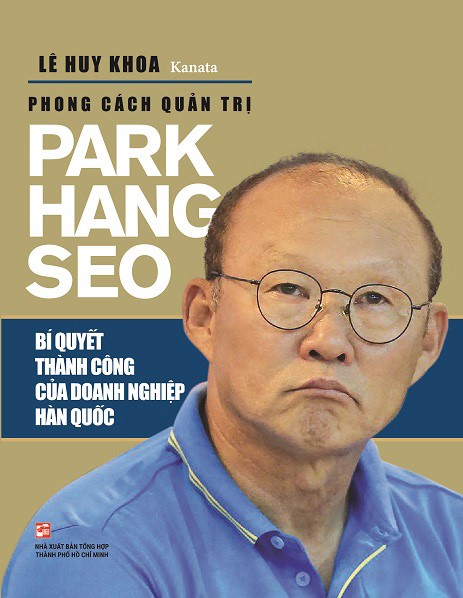 LÊ HUY KHOA Kanata
PHONG CÁCH QUẢN TRỊ
PARK
HANG
SEO
BÍ QUYẾT
THÀNH CÔNG
CỦA DOANH NGHIỆP
HÀN QUỐC
NHÀ XUẤT BẢN TỔNG HỢP
THÀNH PHỐ HỒ CHÍ MINH